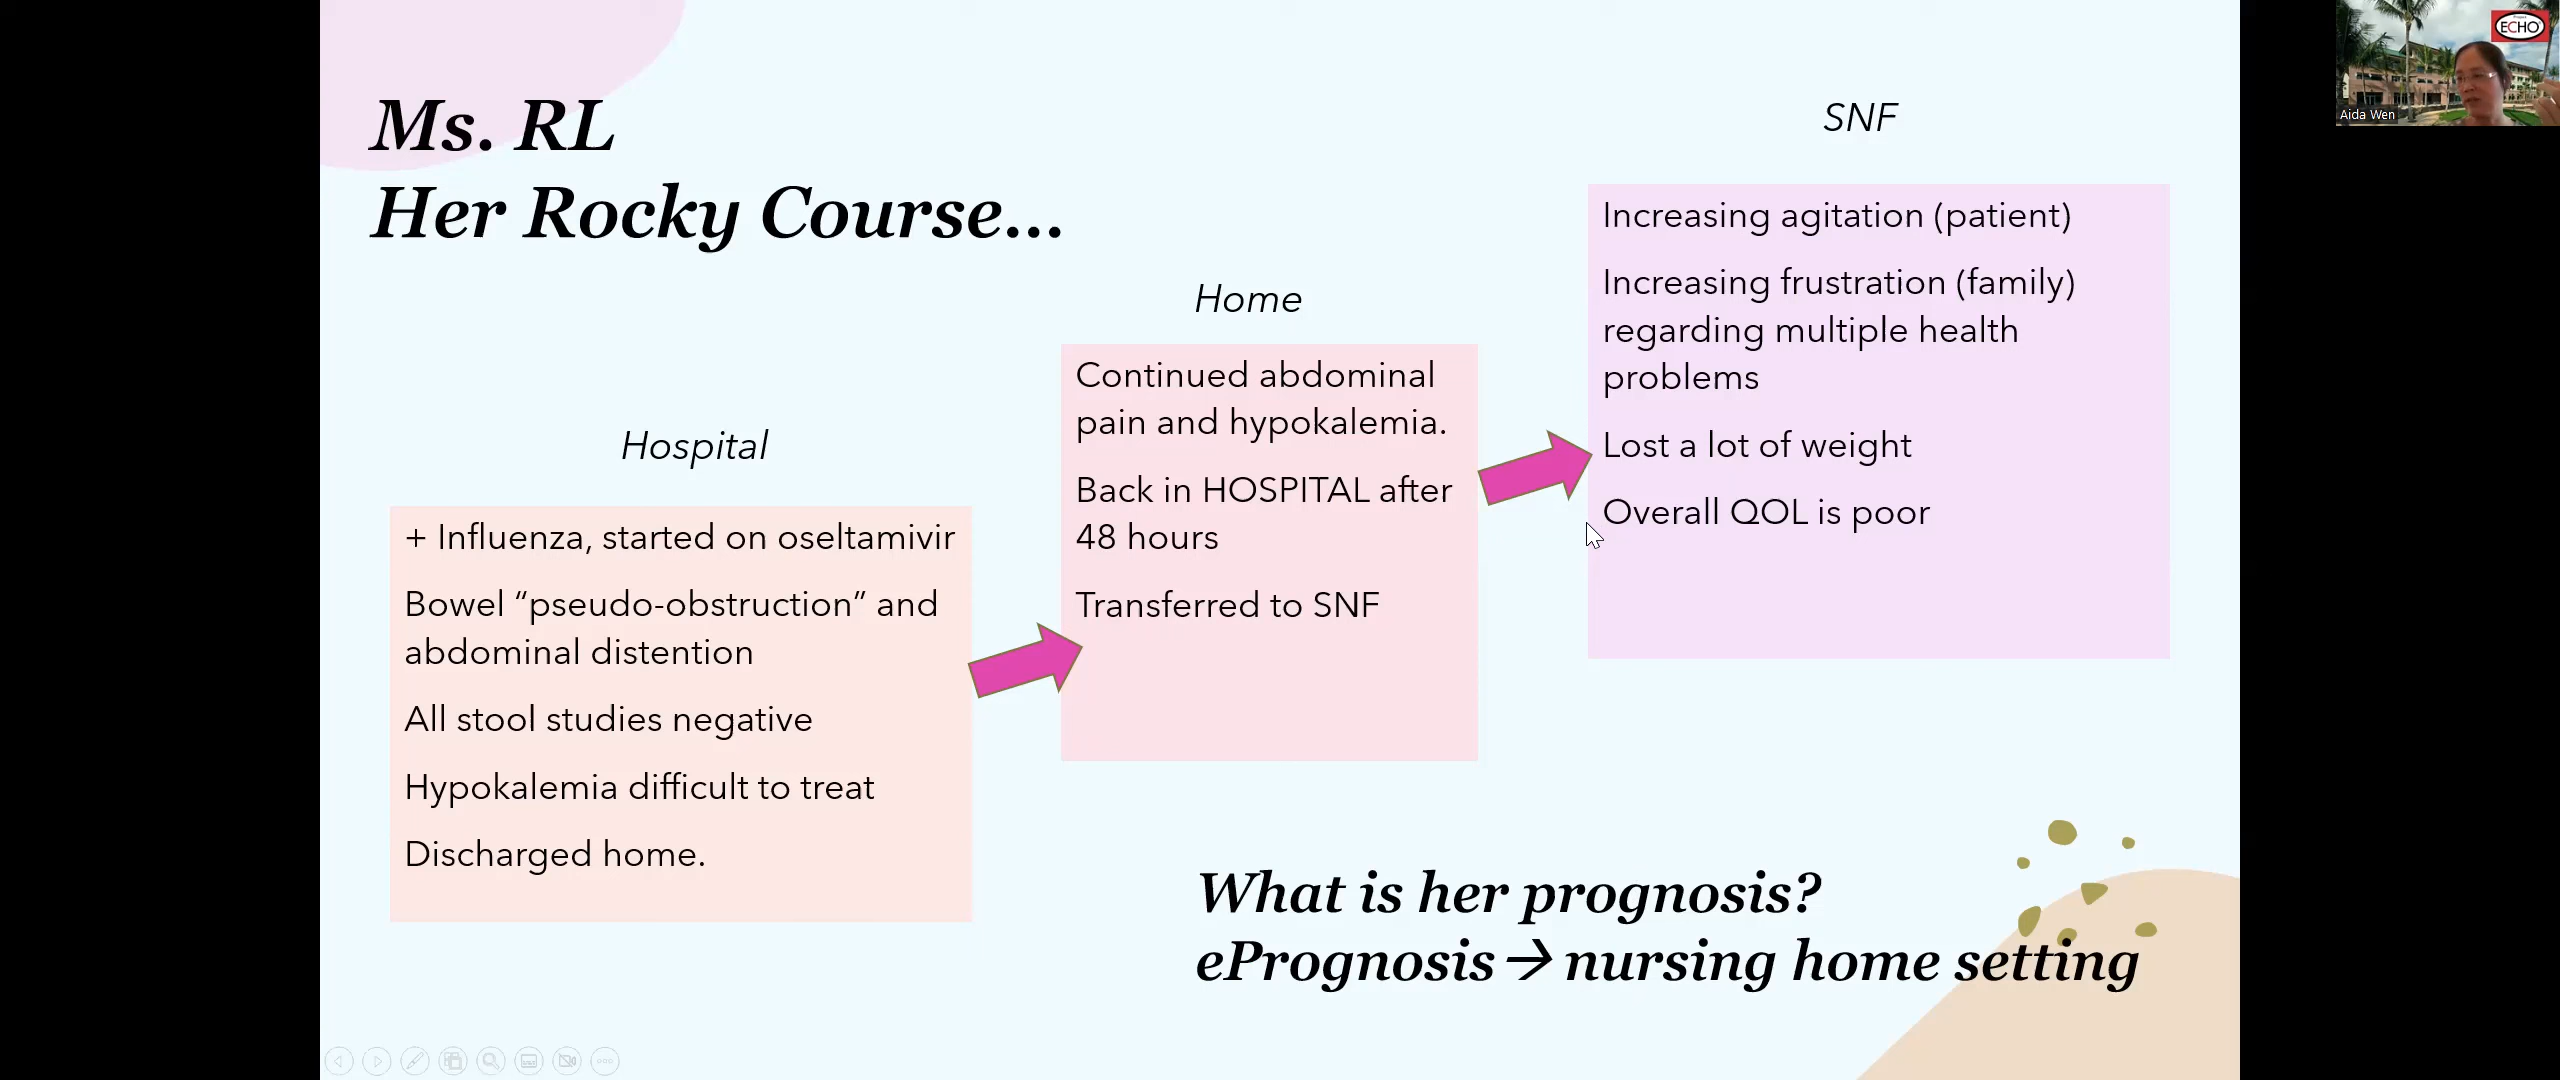 Ms. RL
Her Rocky Course...
Hospital
+ Influenza, started on oseltamivir
Bowel “pseudo-obstruction” and
abdominal distention
All stool studies negative
Hypokalemia difficult to treat
Discharged home.
Home
Continued abdominal
pain and hypokalemia.
Back in HOSPITAL after
48 hours
Transferred to SNF
SNF
Increasing agitation (patient)
Increasing frustration (family)
regarding multiple health
problems
Lost a lot of weight
Overall QOL is poor
What is her prognosis?
ePrognosis → nursing home setting
ECHO
Aida Wen